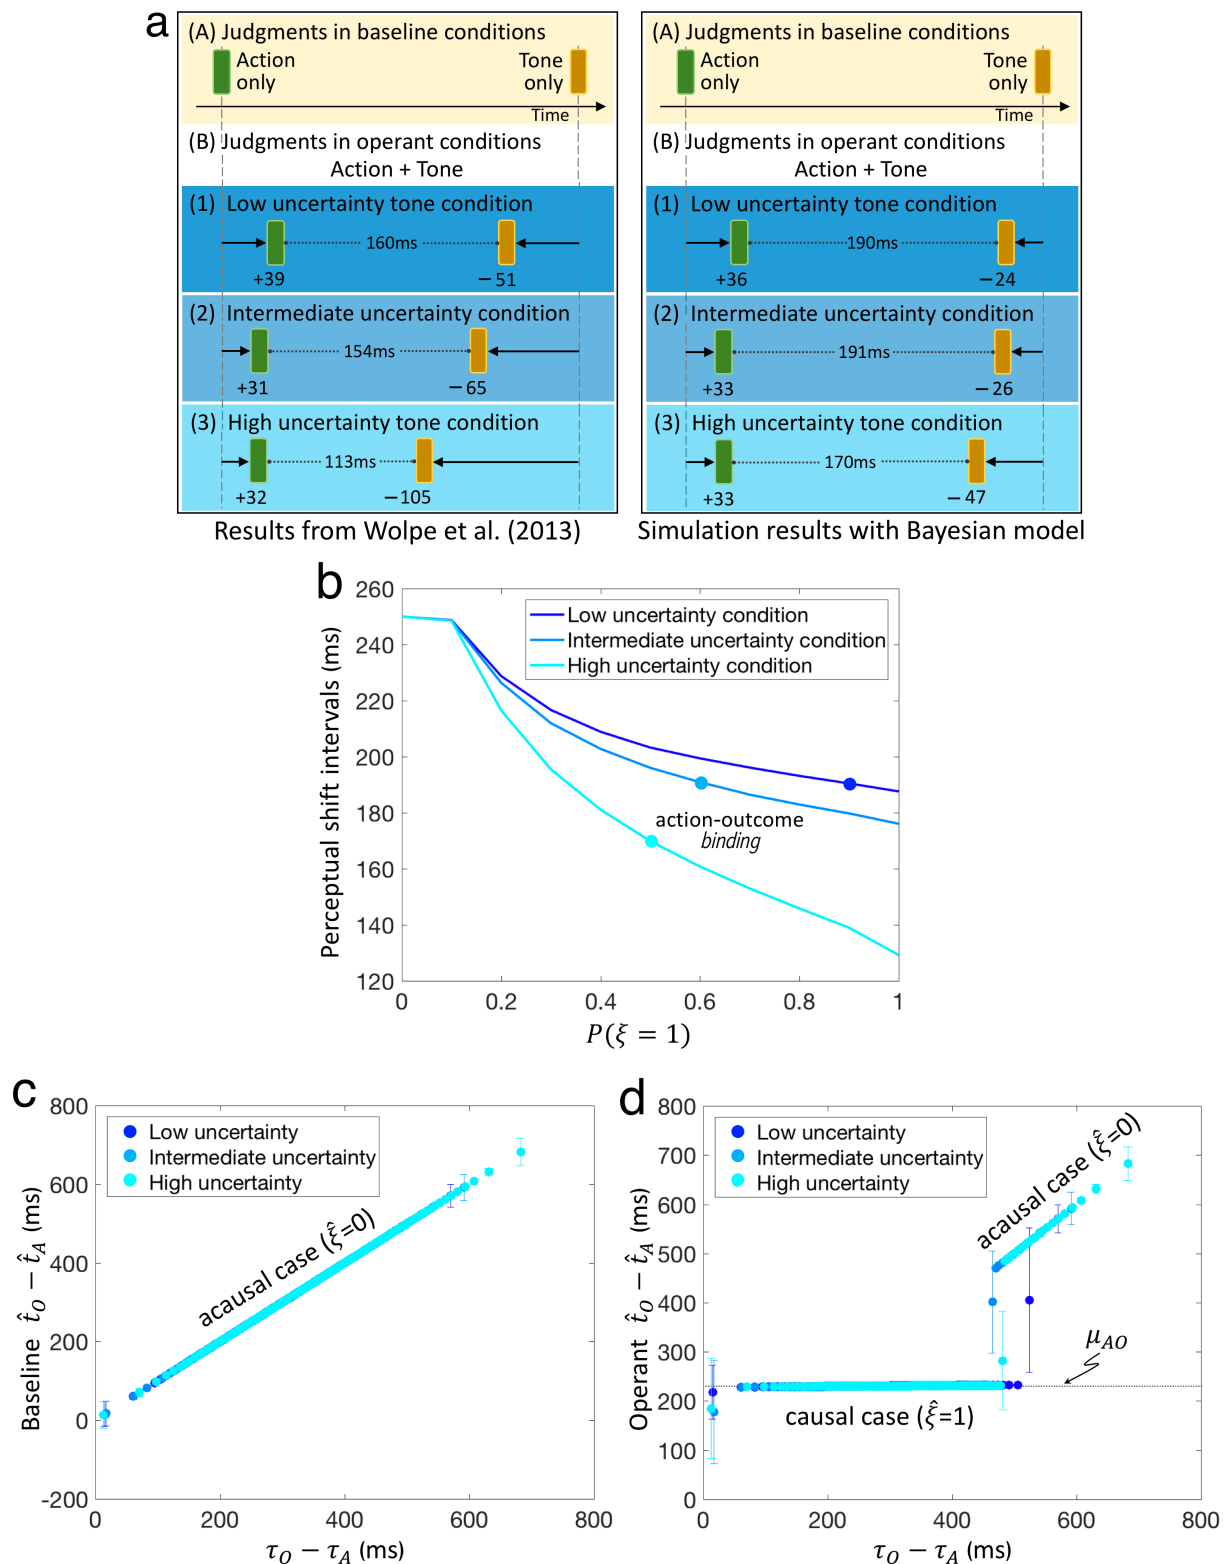 a
(A) Judgments in baseline conditions
Action only
Tone only
Time
(B) Judgments in operant conditions
Action + Tone
(1) Low uncertainty tone condition
160ms
+39
−51
(2) Intermediate uncertainty condition
154ms
+31
−65
(3) High uncertainty tone condition
113ms
+32
−105
Results from Wolpe et al. (2013)
(A) Judgments in baseline conditions
Action only
Tone only
Time
(B) Judgments in operant conditions
Action + Tone
(1) Low uncertainty tone condition
190ms
+36
−24
(2) Intermediate uncertainty condition
191ms
+33
−26
(3) High uncertainty tone condition
170ms
+33
−47
Simulation results with Bayesian model
b
Perceptual shift intervals (ms)
260
240
220
200
180
160
140
120
Low uncertainty condition
Intermediate uncertainty condition
High uncertainty condition
action-outcome
binding
0 0.2 0.4 0.6 0.8 1
P(ξ = 1)
c
Baseline t̂_O − t̂_A (ms)
800
600
400
200
0
-200
Low uncertainty
Intermediate uncertainty
High uncertainty
acausal case (ξ̂=0)
0 200 400 600 800
τ_O − τ_A (ms)
d
Operant t̂_O − t̂_A (ms)
800
700
600
500
400
300
200
100
0
Low uncertainty
Intermediate uncertainty
High uncertainty
acausal case (ξ̂=0)
μ_AO
causal case (ξ̂=1)
0 200 400 600 800
τ_O − τ_A (ms)